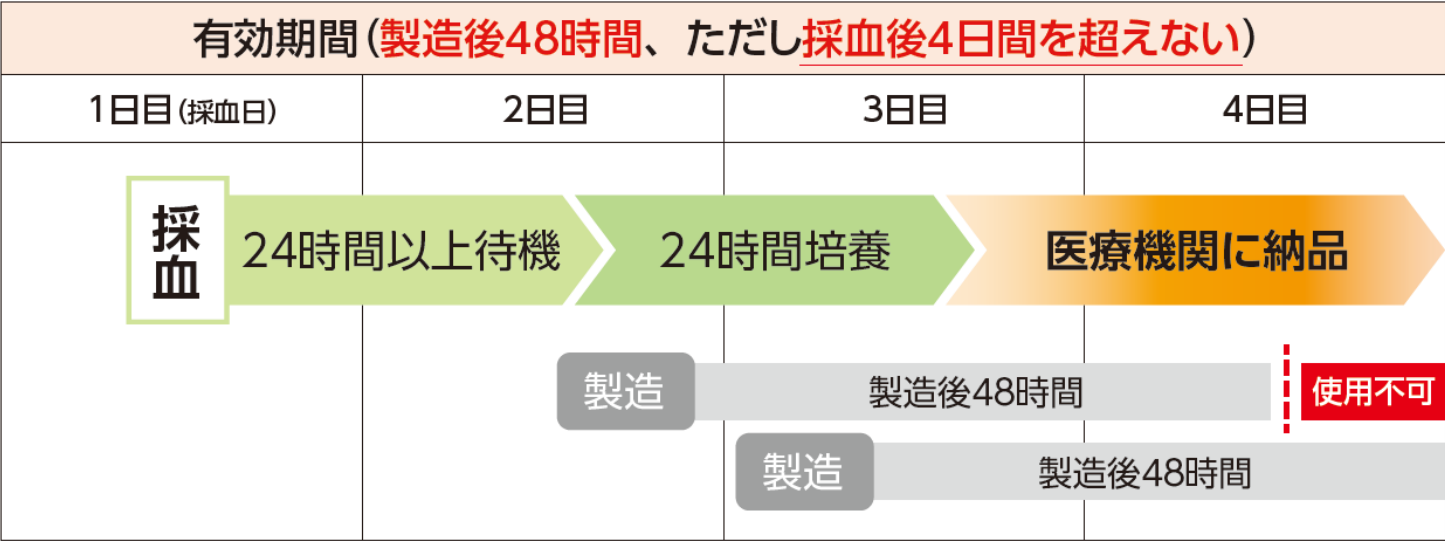 有効期間（製造後48時間、ただし採血後4日間を超えない）
1日目（採血日）
2日目
3日目
4日目
採血
24時間以上待機
24時間培養
医療機関に納品
製造
製造後48時間
使用不可
製造
製造後48時間